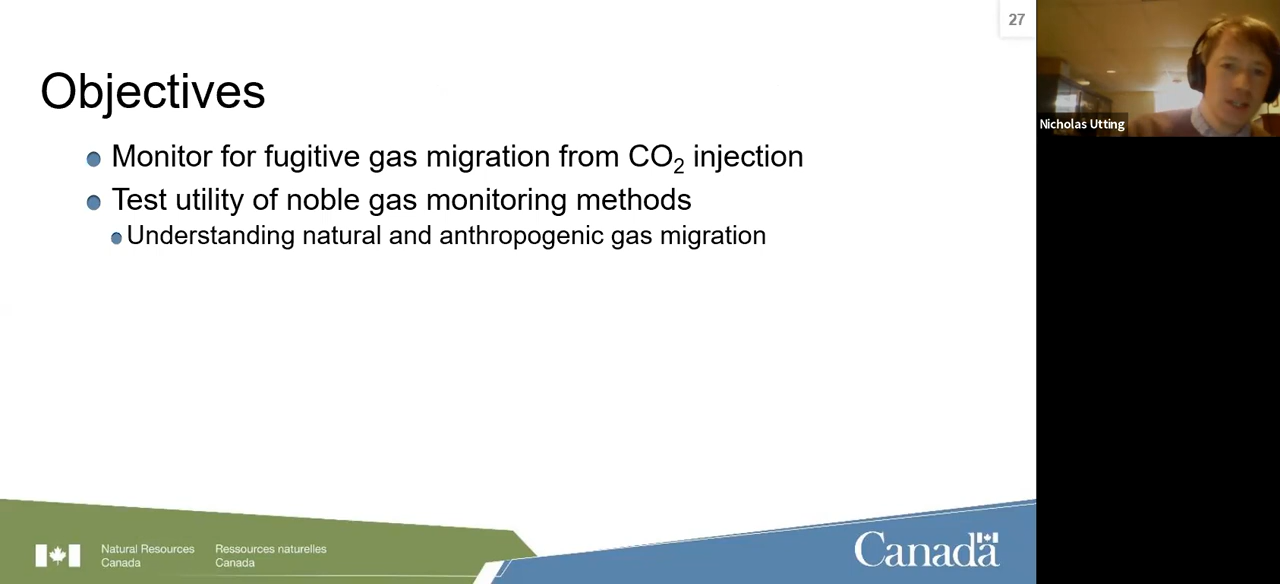 27
Objectives
Monitor for fugitive gas migration from CO₂ injection
Test utility of noble gas monitoring methods
Understanding natural and anthropogenic gas migration
Nicholas Utting
Natural Resources Canada
Ressources naturelles Canada
Canada